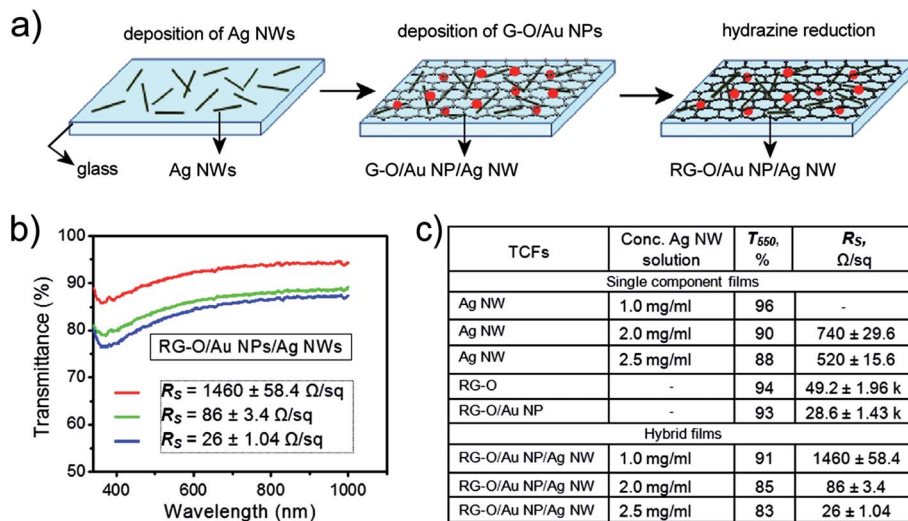 a)
deposition of Ag NWs
deposition of G-O/Au NPs
hydrazine reduction
glass
Ag NWs
G-O/Au NP/Ag NW
RG-O/Au NP/Ag NW
b)
Transmittance (%)
100
90
80
70
60
50
RG-O/Au NPs/Ag NWs
Rs = 1460 ± 58.4 Ω/sq
Rs = 86 ± 3.4 Ω/sq
Rs = 26 ± 1.04 Ω/sq
400 600 800 1000
Wavelength (nm)
c)
TCFs Conc. Ag NW solution T550, % Rs, Ω/sq
Single component films
Ag NW 1.0 mg/ml 96 -
Ag NW 2.0 mg/ml 90 740 ± 29.6
Ag NW 2.5 mg/ml 88 520 ± 15.6
RG-O - 94 49.2 ± 1.96 k
RG-O/Au NP - 93 28.6 ± 1.43 k
Hybrid films
RG-O/Au NP/Ag NW 1.0 mg/ml 91 1460 ± 58.4
RG-O/Au NP/Ag NW 2.0 mg/ml 85 86 ± 3.4
RG-O/Au NP/Ag NW 2.5 mg/ml 83 26 ± 1.04